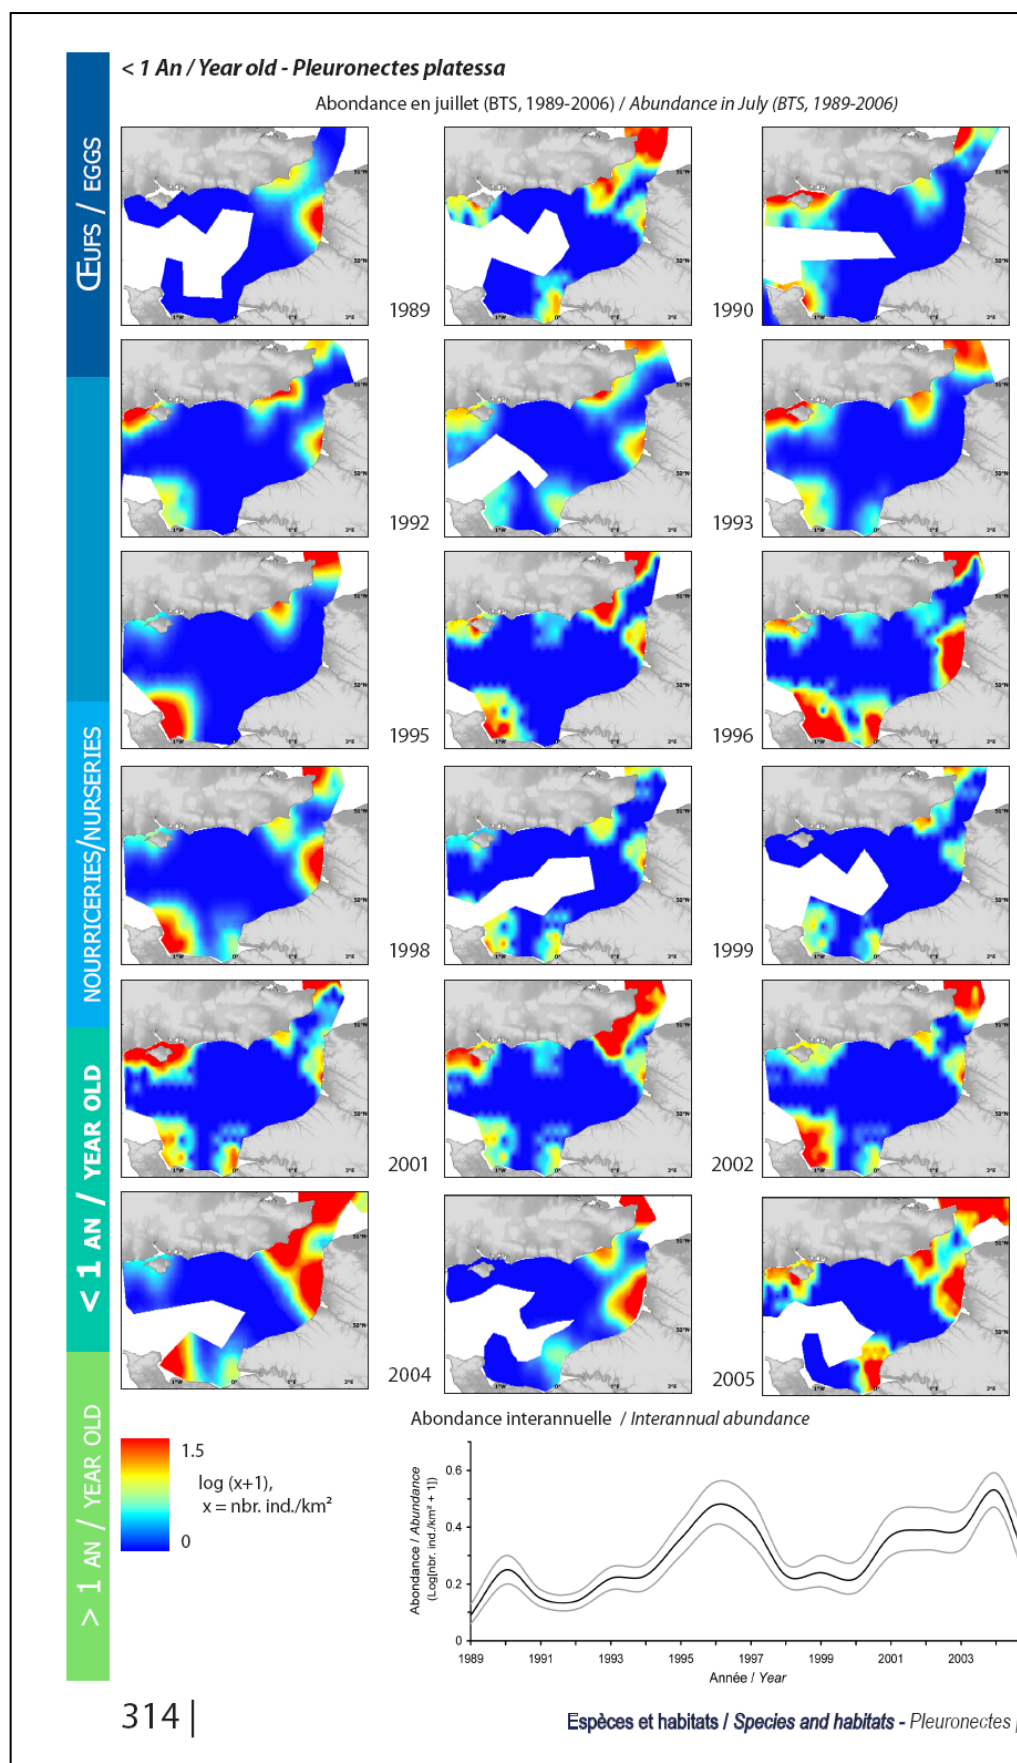 < 1 An / Year old - Pleuronectes platessa
Abondance en juillet (BTS, 1989-2006) / Abundance in July (BTS, 1989-2006)
ŒUFS / EGGS
NOURRICERIES/NURSERIES
< 1 AN / YEAR OLD
> 1 AN / YEAR OLD
1989
1990
1992
1993
1995
1996
1998
1999
2001
2002
2004
2005
1.5
log (x+1),
x = nbr. ind./km²
0
Abondance interannuelle / Interannual abundance
Abondance / Abundance
(Log[nbr. ind./km² + 1])
0.6
0.4
0.2
0
1989 1991 1993 1995 1997 1999 2001 2003
Année / Year
314 |
Espèces et habitats / Species and habitats - Pleuronectes